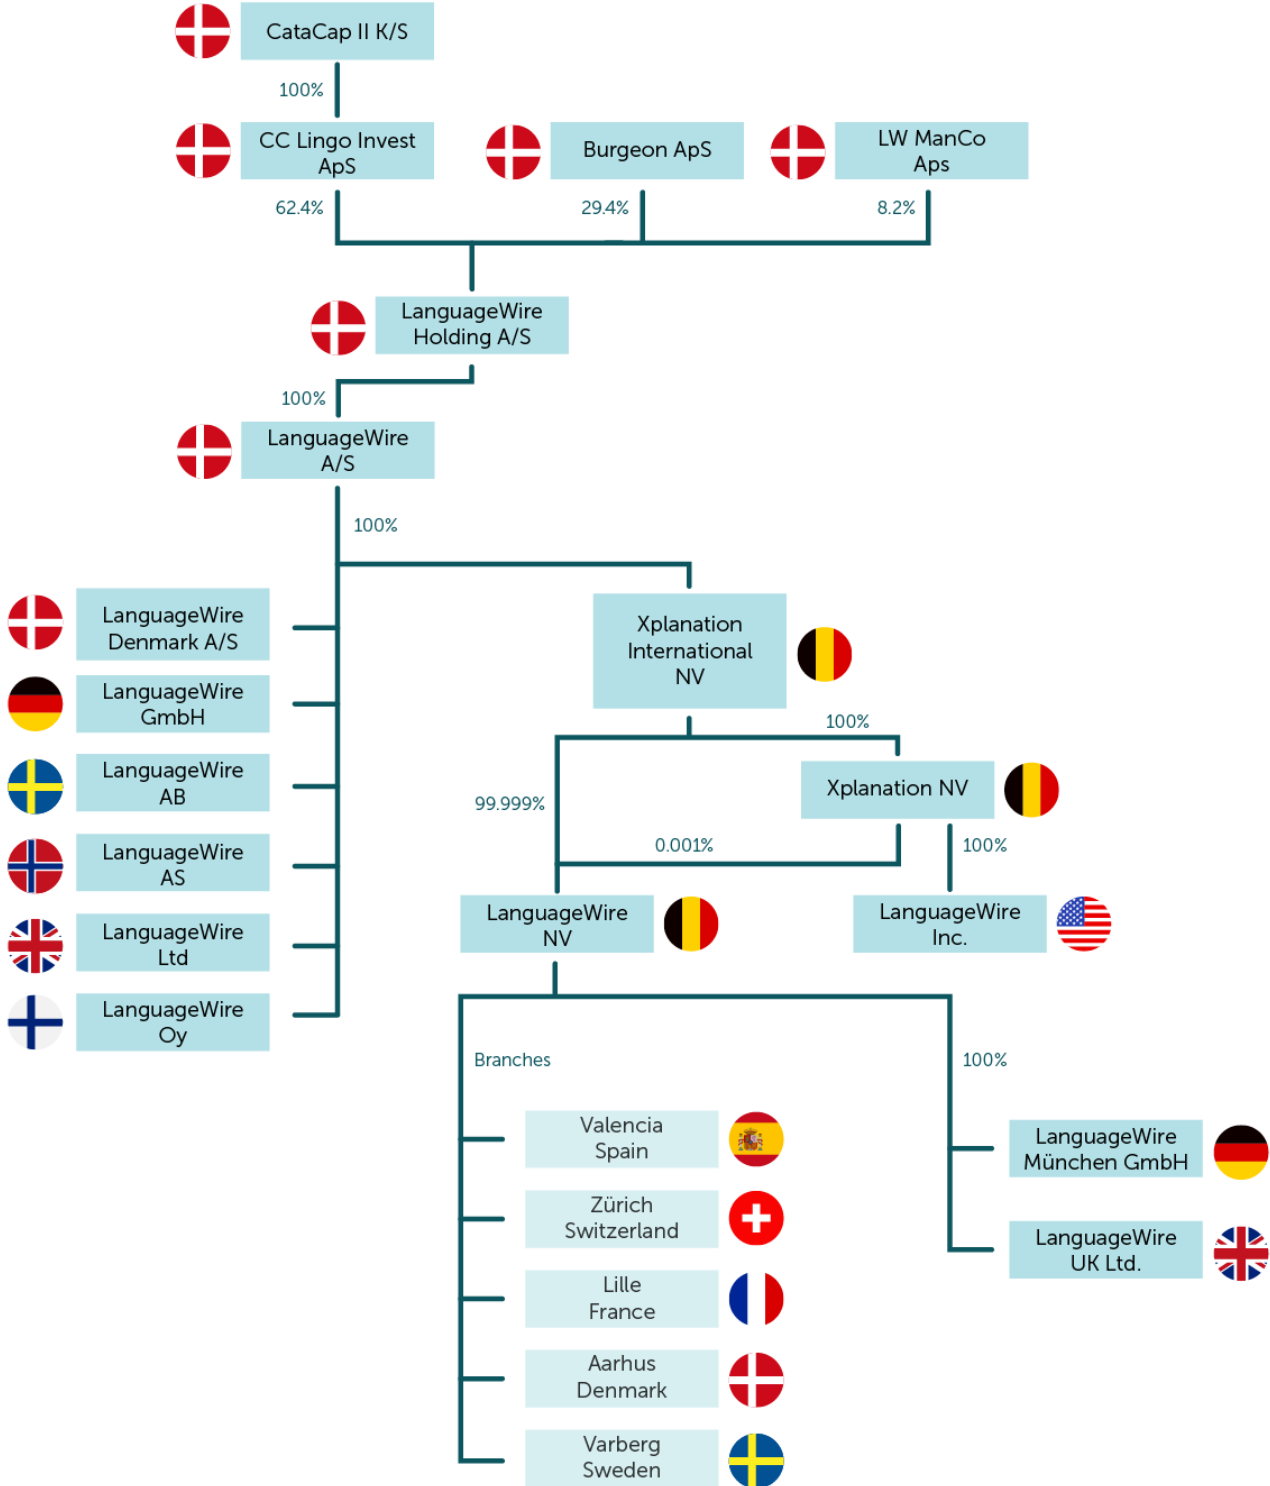 CataCap II K/S
100%
CC Lingo Invest
ApS
Burgeon ApS
LW ManCo
Aps
62.4%
29.4%
8.2%
LanguageWire
Holding A/S
100%
LanguageWire
A/S
100%
LanguageWire
Denmark A/S
LanguageWire
GmbH
LanguageWire
AB
LanguageWire
AS
LanguageWire
Ltd
LanguageWire
Oy
Xplanation
International
NV
100%
Xplanation NV
99.999%
0.001%
100%
LanguageWire
NV
LanguageWire
Inc.
Branches
100%
Valencia
Spain
Zürich
Switzerland
Lille
France
Aarhus
Denmark
Varberg
Sweden
LanguageWire
München GmbH
LanguageWire
UK Ltd.